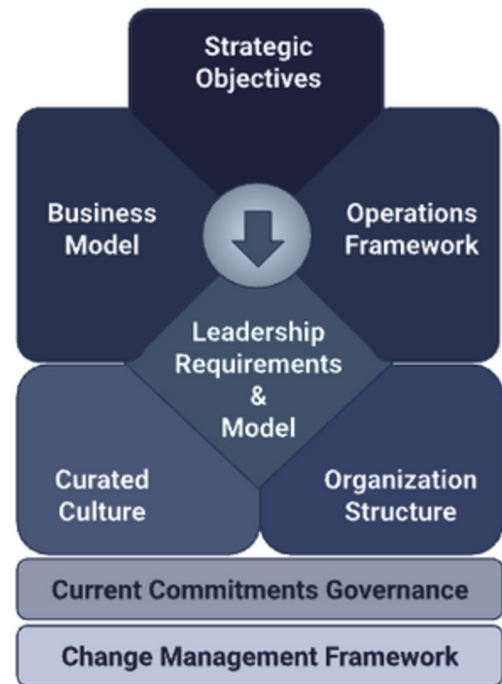 Strategic
Objectives
Business
Model
Operations
Framework
Leadership
Requirements
&
Model
Curated
Culture
Organization
Structure
Current Commitments Governance
Change Management Framework